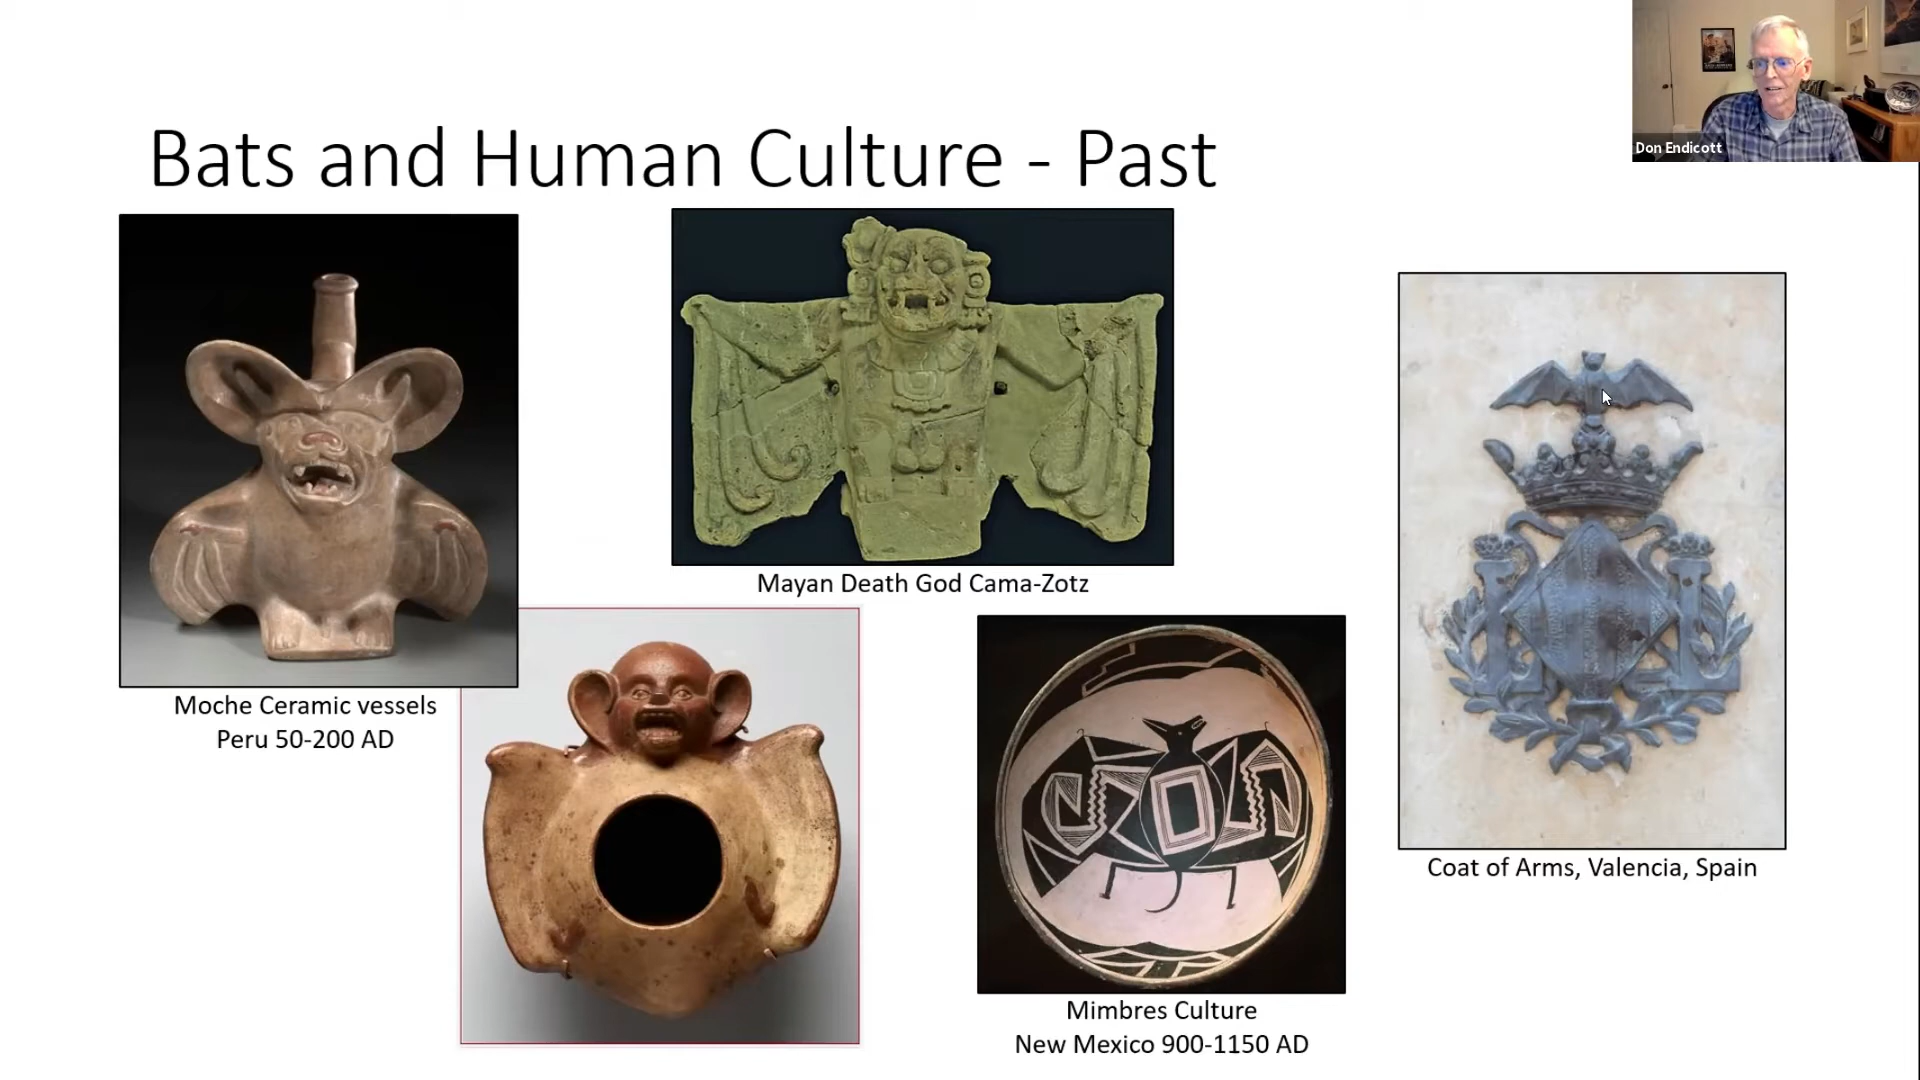 Don Endicott
Bats and Human Culture - Past
Mayan Death God Cama-Zotz
Moche Ceramic vessels
Peru 50-200 AD
Coat of Arms, Valencia, Spain
Mimbres Culture
New Mexico 900-1150 AD